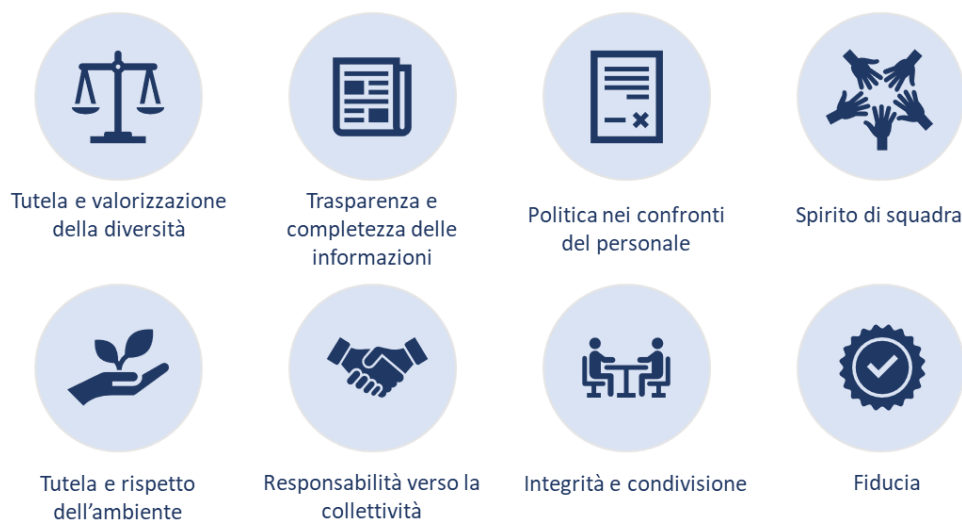 Tutela e valorizzazione
della diversità
Trasparenza e
completezza delle
informazioni
Politica nei confronti
del personale
Spirito di squadra
Tutela e rispetto
dell'ambiente
Responsabilità verso la
collettività
Integrità e condivisione
Fiducia